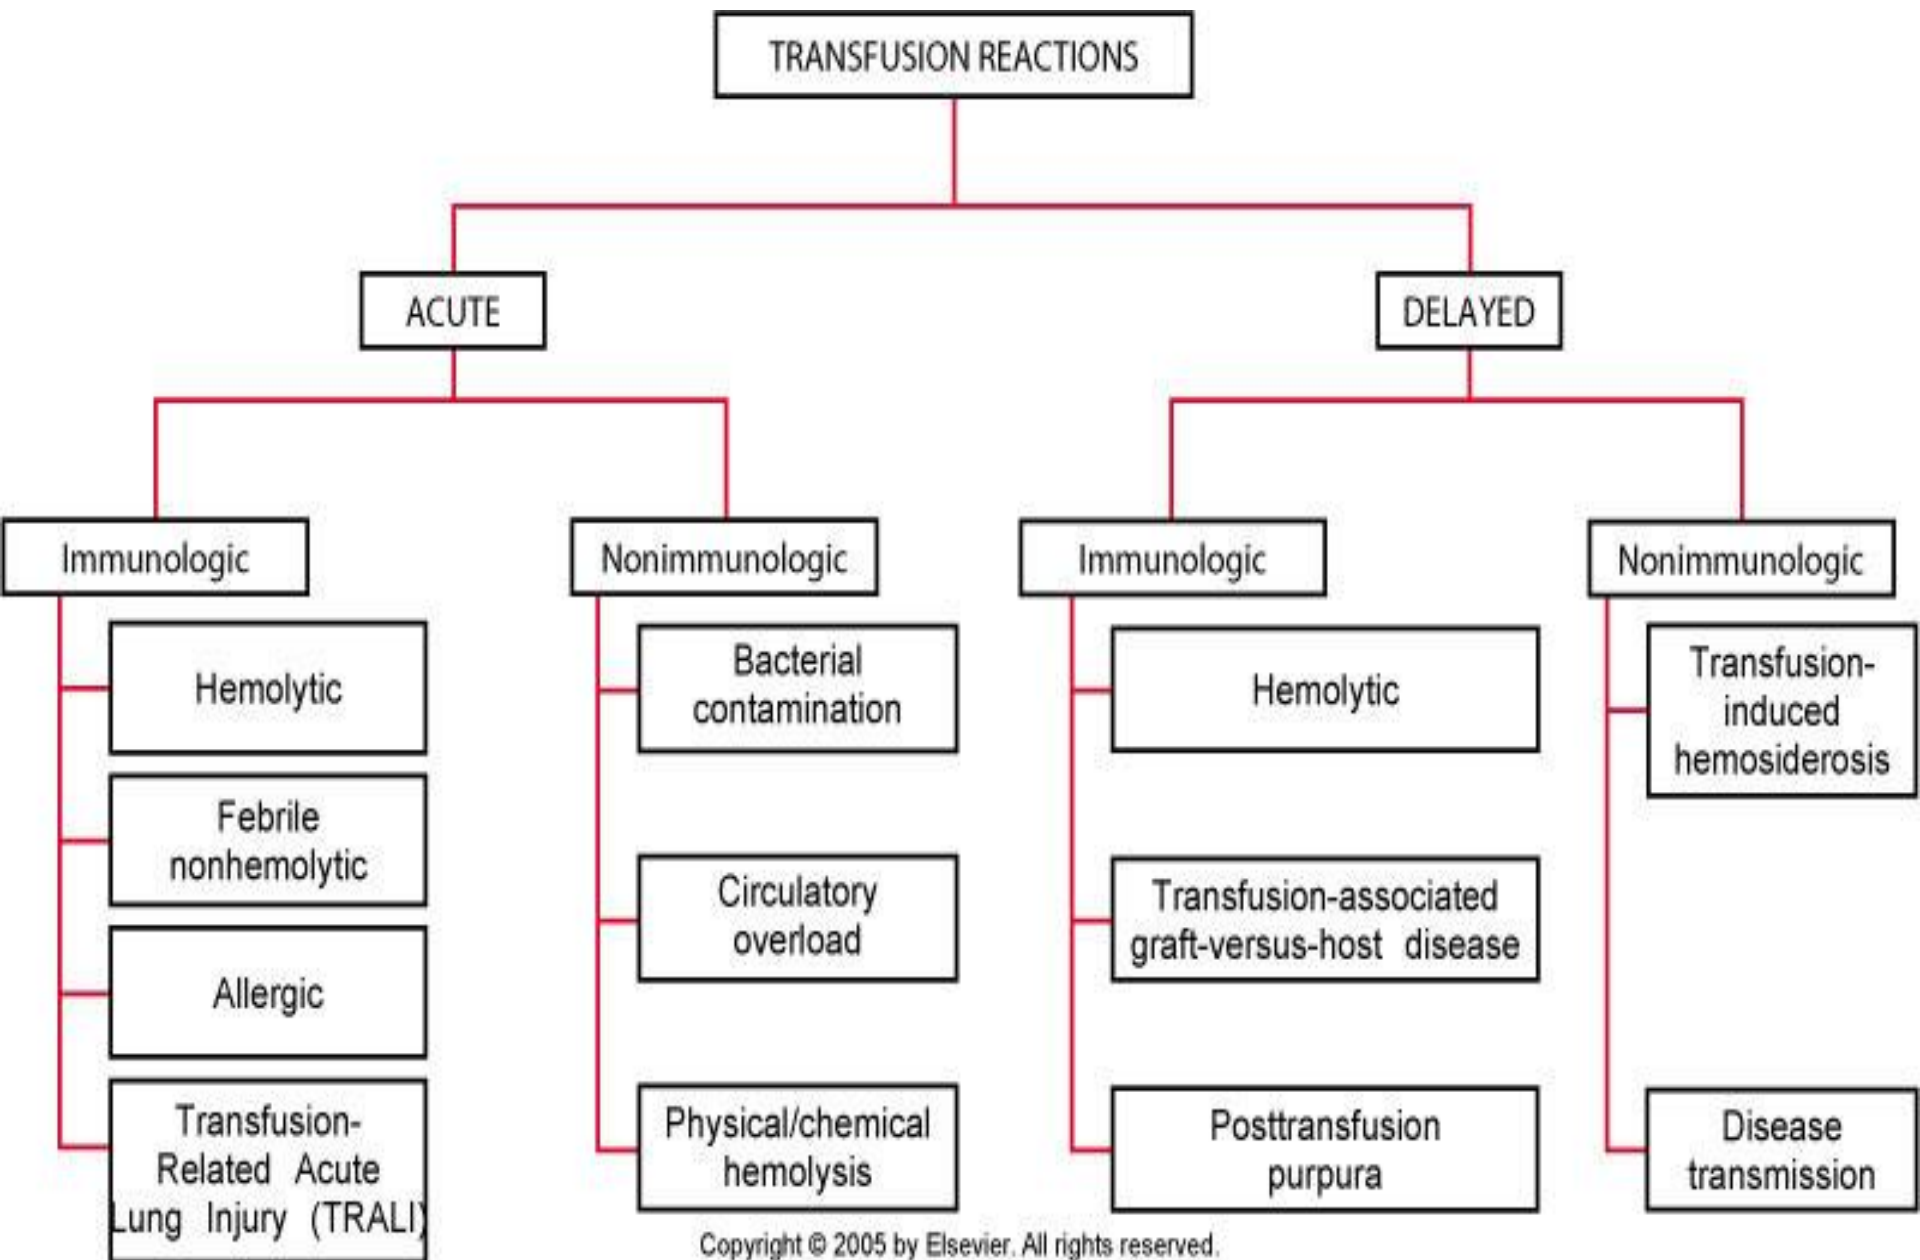 TRANSFUSION REACTIONS
ACUTE
DELAYED
Immunologic
Nonimmunologic
Immunologic
Nonimmunologic
Hemolytic
Febrile
nonhemolytic
Allergic
Transfusion-
Related Acute
Lung Injury (TRALI)
Bacterial
contamination
Circulatory
overload
Physical/chemical
hemolysis
Hemolytic
Transfusion-associated
graft-versus-host disease
Posttransfusion
purpura
Transfusion-
induced
hemosiderosis
Disease
transmission
Copyright © 2005 by Elsevier. All rights reserved.